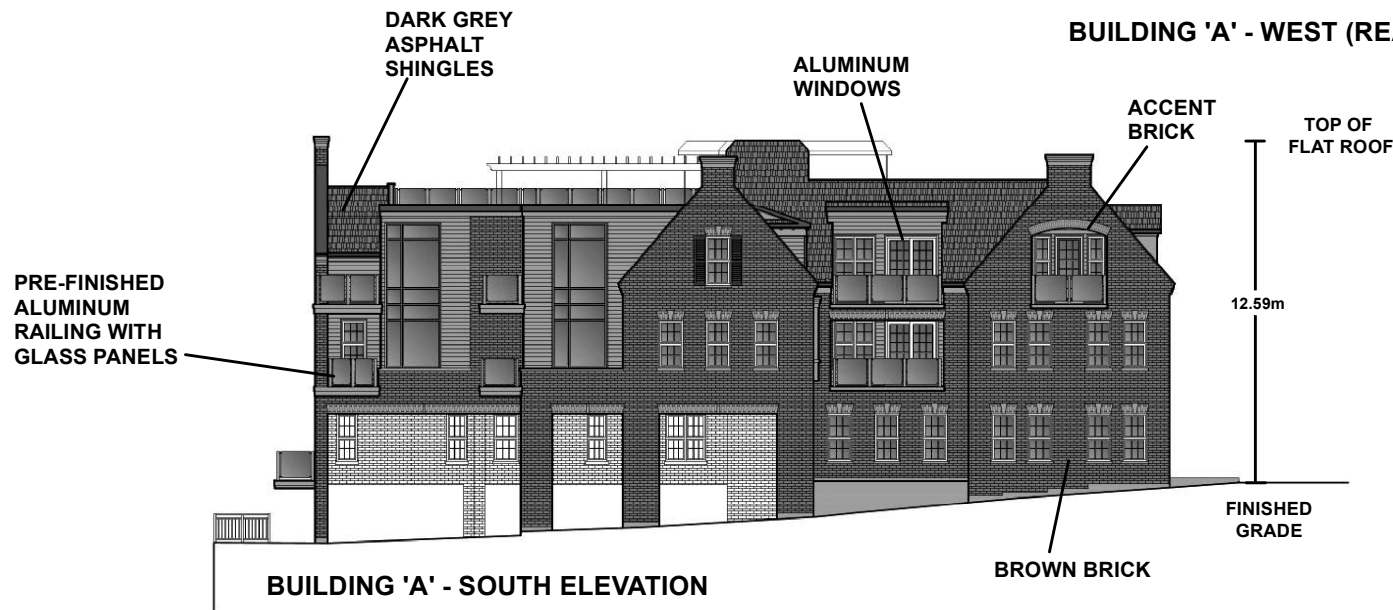 DARK GREY
ASPHALT
SHINGLES
BUILDING 'A' - WEST (REA
ALUMINUM
WINDOWS
ACCENT
BRICK
TOP OF
FLAT ROOF
PRE-FINISHED
ALUMINUM
RAILING WITH
GLASS PANELS
12.59m
FINISHED
GRADE
BROWN BRICK
BUILDING 'A' - SOUTH ELEVATION